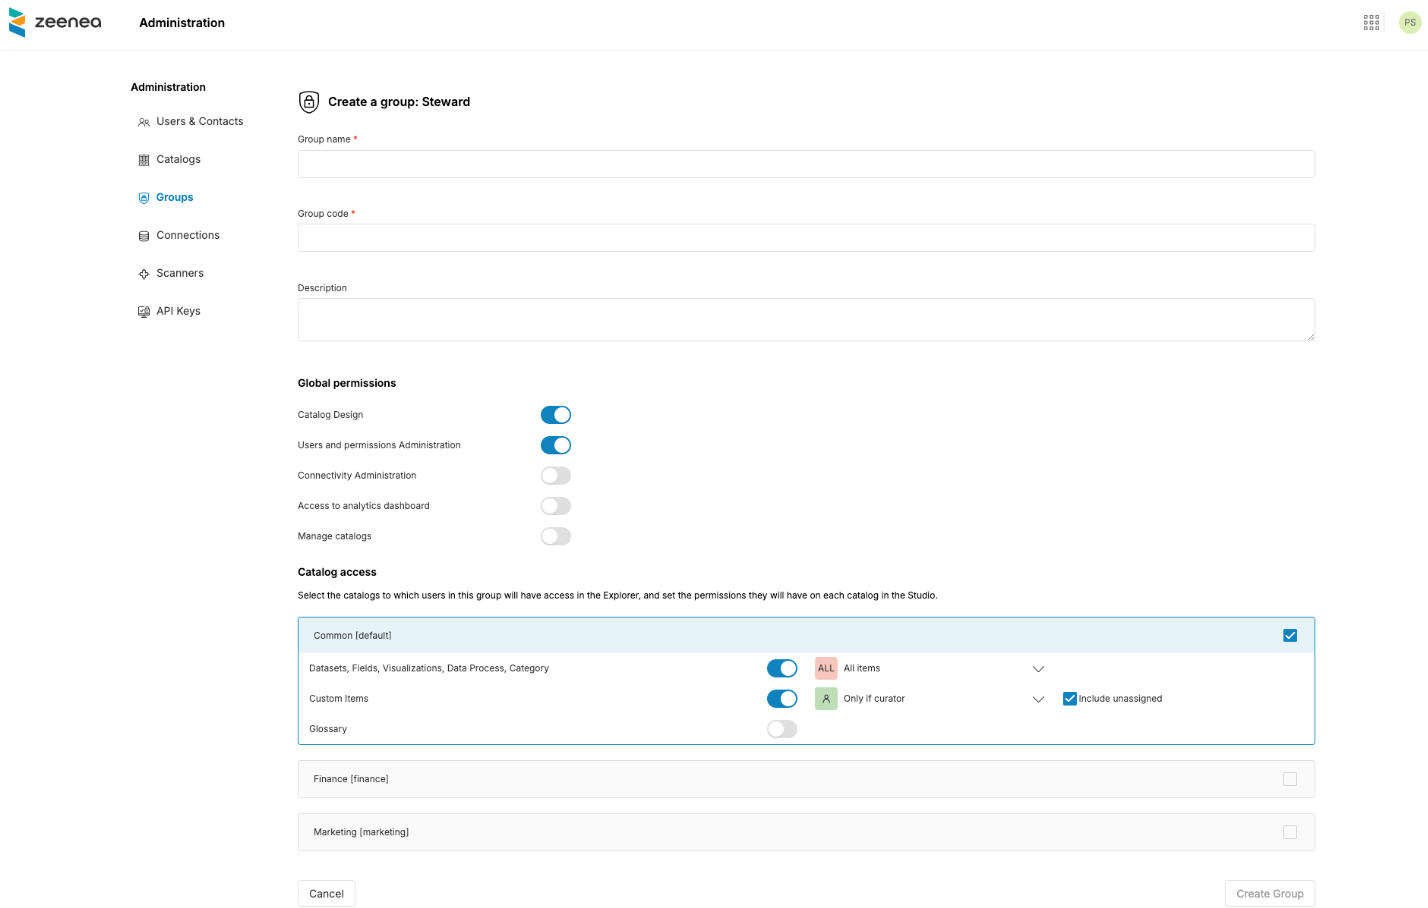 zeenea
Administration
PS
Administration
Users & Contacts
Catalogs
Groups
Connections
Scanners
API Keys
Create a group: Steward
Group name *
Group code *
Description
Global permissions
Catalog Design
Users and permissions Administration
Connectivity Administration
Access to analytics dashboard
Manage catalogs
Catalog access
Select the catalogs to which users in this group will have access in the Explorer, and set the permissions they will have on each catalog in the Studio.
Common [default]
Datasets, Fields, Visualizations, Data Process, Category ALL All items
Custom Items Only if curator Include unassigned
Glossary
Finance [finance]
Marketing [marketing]
Cancel Create Group